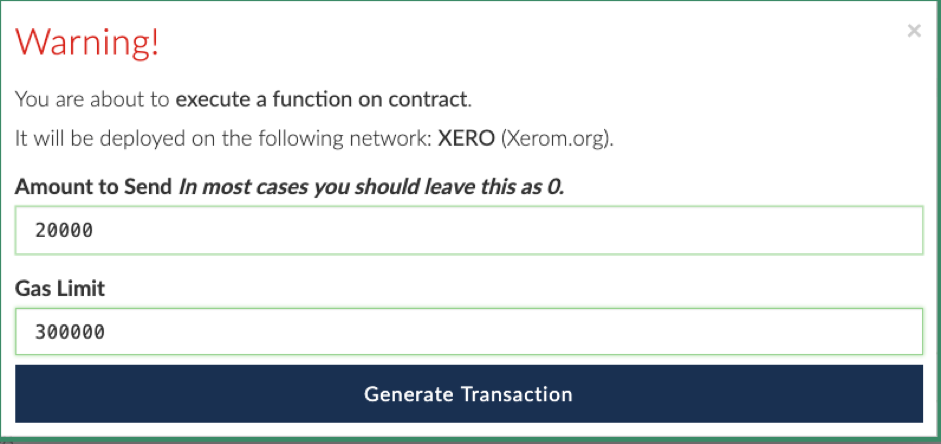 Warning!
×
You are about to execute a function on contract.
It will be deployed on the following network: XERO (Xerom.org).
Amount to Send In most cases you should leave this as 0.
20000
Gas Limit
300000
Generate Transaction